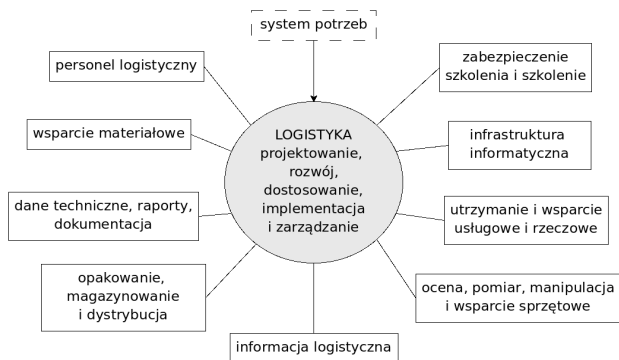 system potrzeb
personel logistyczny
zabezpieczenie
szkolenia i szkolenie
wsparcie materiałowe
infrastruktura
informatyczna
LOGISTYKA
projektowanie,
rozwój,
dostosowanie,
implementacja
i zarządzanie
dane techniczne, raporty,
dokumentacja
utrzymanie i wsparcie
usługowe i rzeczowe
opakowanie,
magazynowanie
i dystrybucja
ocena, pomiar, manipulacja
i wsparcie sprzętowe
informacja logistyczna